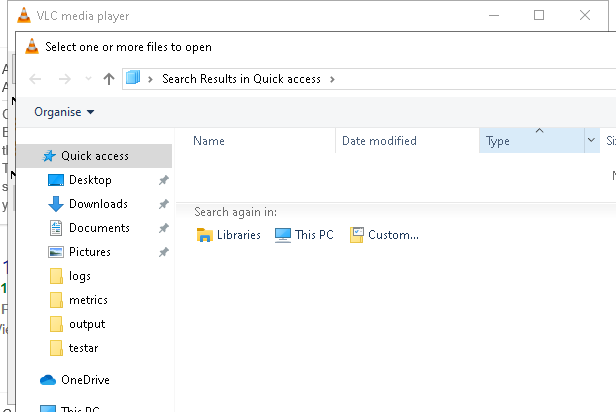 VLC media player
Select one or more files to open
Search Results in Quick access
Organise
Name Date modified Type
Quick access
Desktop
Downloads
Documents
Pictures
logs
metrics
output
testar
OneDrive
This PC
Search again in:
Libraries This PC Custom...